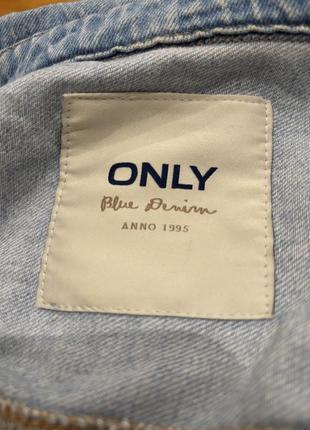 ONLY
Blue Denim
ANNO 1995